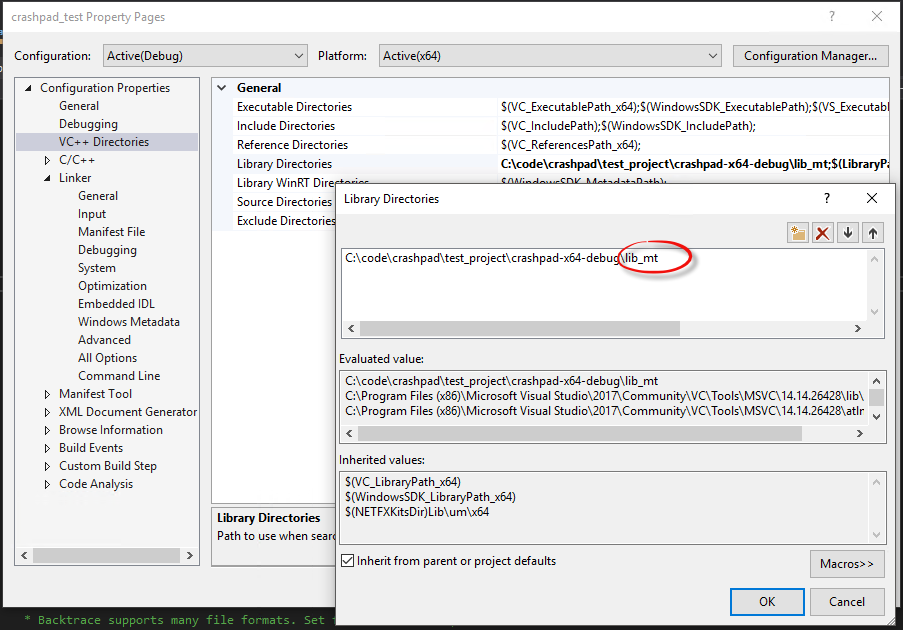 crashpad_test Property Pages
?
Configuration: Active(Debug) Platform: Active(x64) Configuration Manager...
Configuration Properties
General
Debugging
VC++ Directories
C/C++
Linker
General
Input
Manifest File
Debugging
System
Optimization
Embedded IDL
Windows Metadata
Advanced
All Options
Command Line
Manifest Tool
XML Document Generator
Browse Information
Build Events
Custom Build Step
Code Analysis
General
Executable Directories $(VC_ExecutablePath_x64);$(WindowsSDK_ExecutablePath);$(VS_Executabl
Include Directories $(VC_IncludePath);$(WindowsSDK_IncludePath);
Reference Directories $(VC_ReferencesPath_x64);
Library Directories C:\code\crashpad\test_project\crashpad-x64-debug\lib_mt;$(LibraryPa
Library WinRT Directories $(WindowsSDK_MetadataPath);
Source Directories
Exclude Directories
Library Directories
Path to use when sear
Library Directories
?
C:\code\crashpad\test_project\crashpad-x64-debug\lib_mt
Evaluated value:
C:\code\crashpad\test_project\crashpad-x64-debug\lib_mt
C:\Program Files (x86)\Microsoft Visual Studio\2017\Community\VC\Tools\MSVC\14.14.26428\lib\
C:\Program Files (x86)\Microsoft Visual Studio\2017\Community\VC\Tools\MSVC\14.14.26428\atln
Inherited values:
$(VC_LibraryPath_x64)
$(WindowsSDK_LibraryPath_x64)
$(NETFXKitsDir)Lib\um\x64
Inherit from parent or project defaults
Macros>>
OK Cancel
* Backtrace supports many file formats. Set